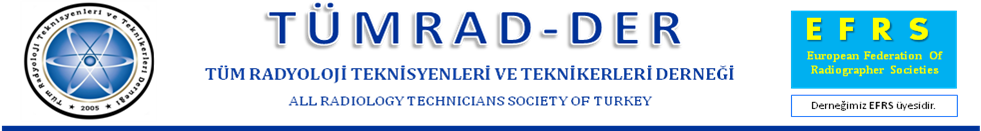 Tüm Radyoloji Teknisyenleri ve Teknikerleri Derneği
* 2005 *
TÜMRAD-DER
TÜM RADYOLOJİ TEKNİSYENLERİ VE TEKNİKERLERİ DERNEĞİ
ALL RADIOLOGY TECHNICIANS SOCIETY OF TURKEY
EFRS
European Federation Of
Radiographer Societies
Derneğimiz EFRS üyesidir.